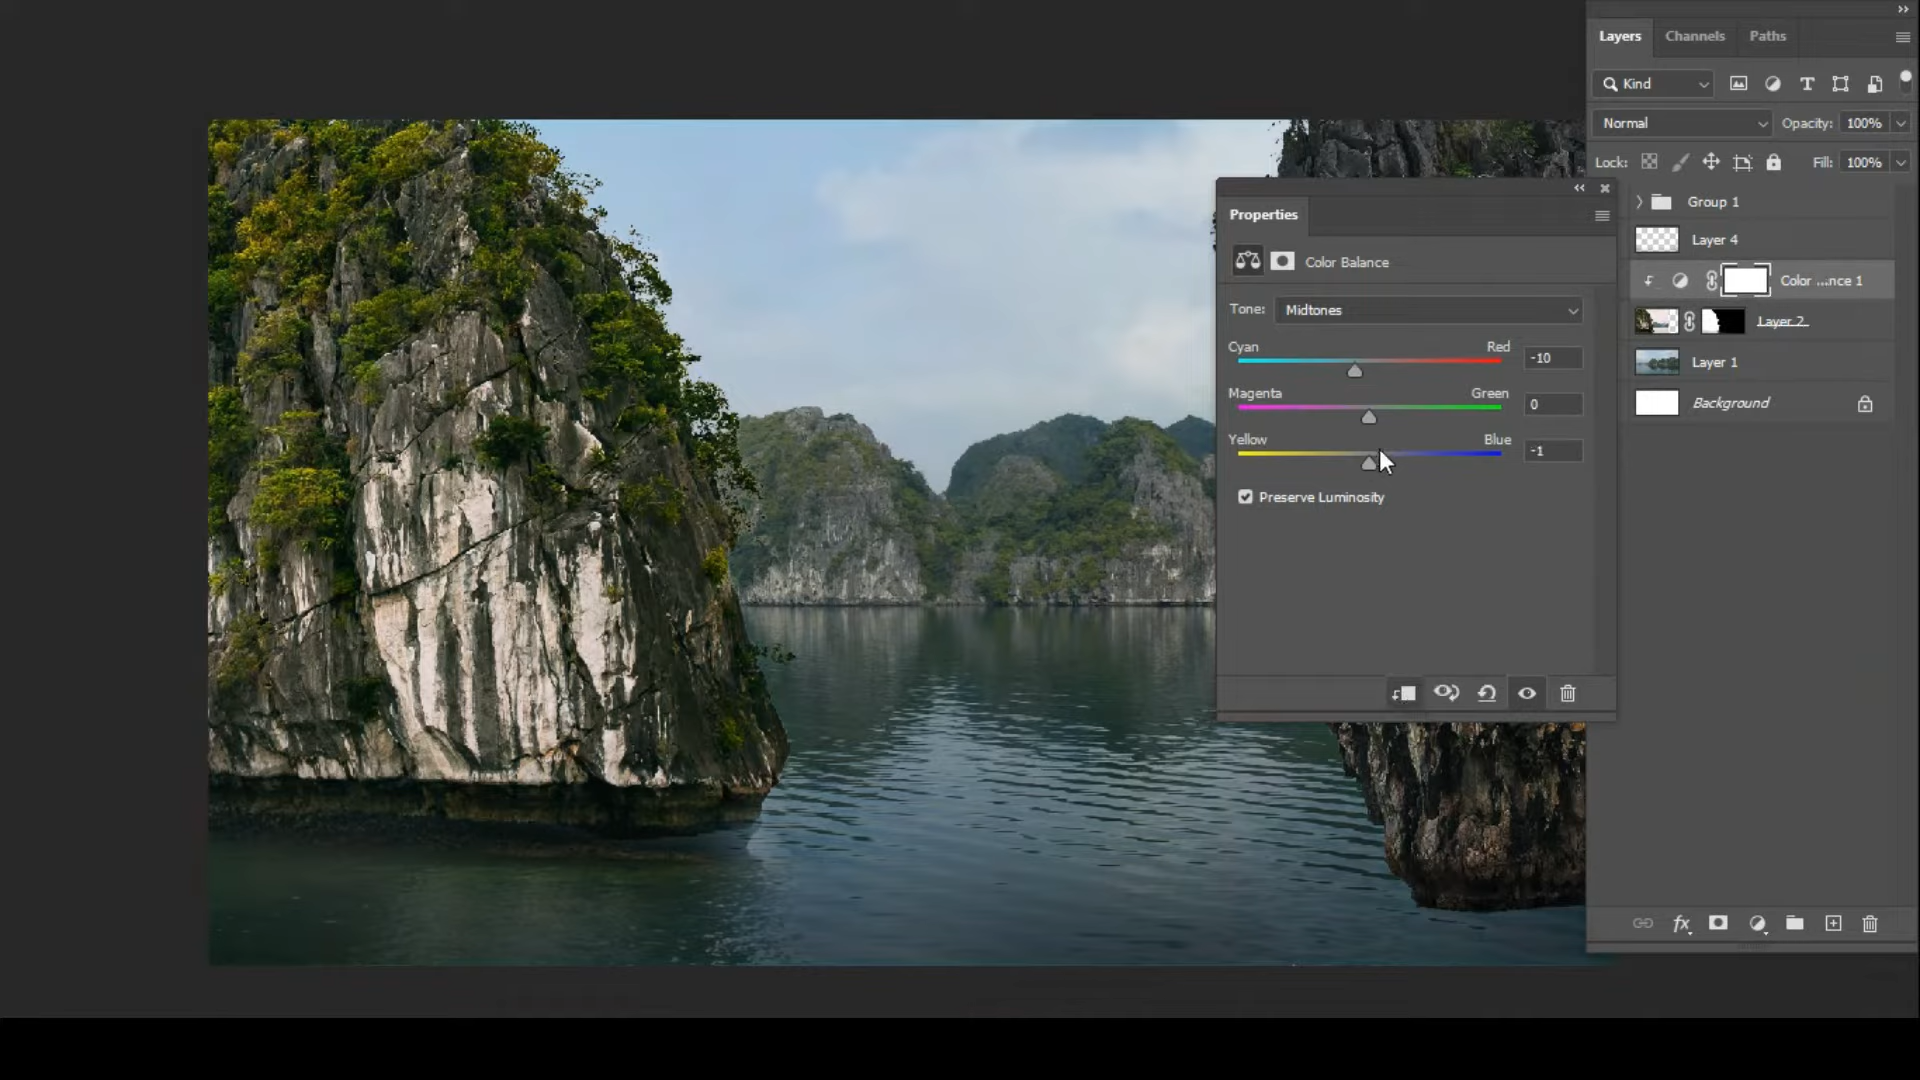 Layers Channels Paths
Kind
Normal Opacity: 100%
Lock: Fill: 100%
Group 1
Layer 4
Color ...nce 1
Layer 2
Layer 1
Background
Properties
Color Balance
Tone: Midtones
Cyan Red -10
Magenta Green 0
Yellow Blue -1
Preserve Luminosity
fx